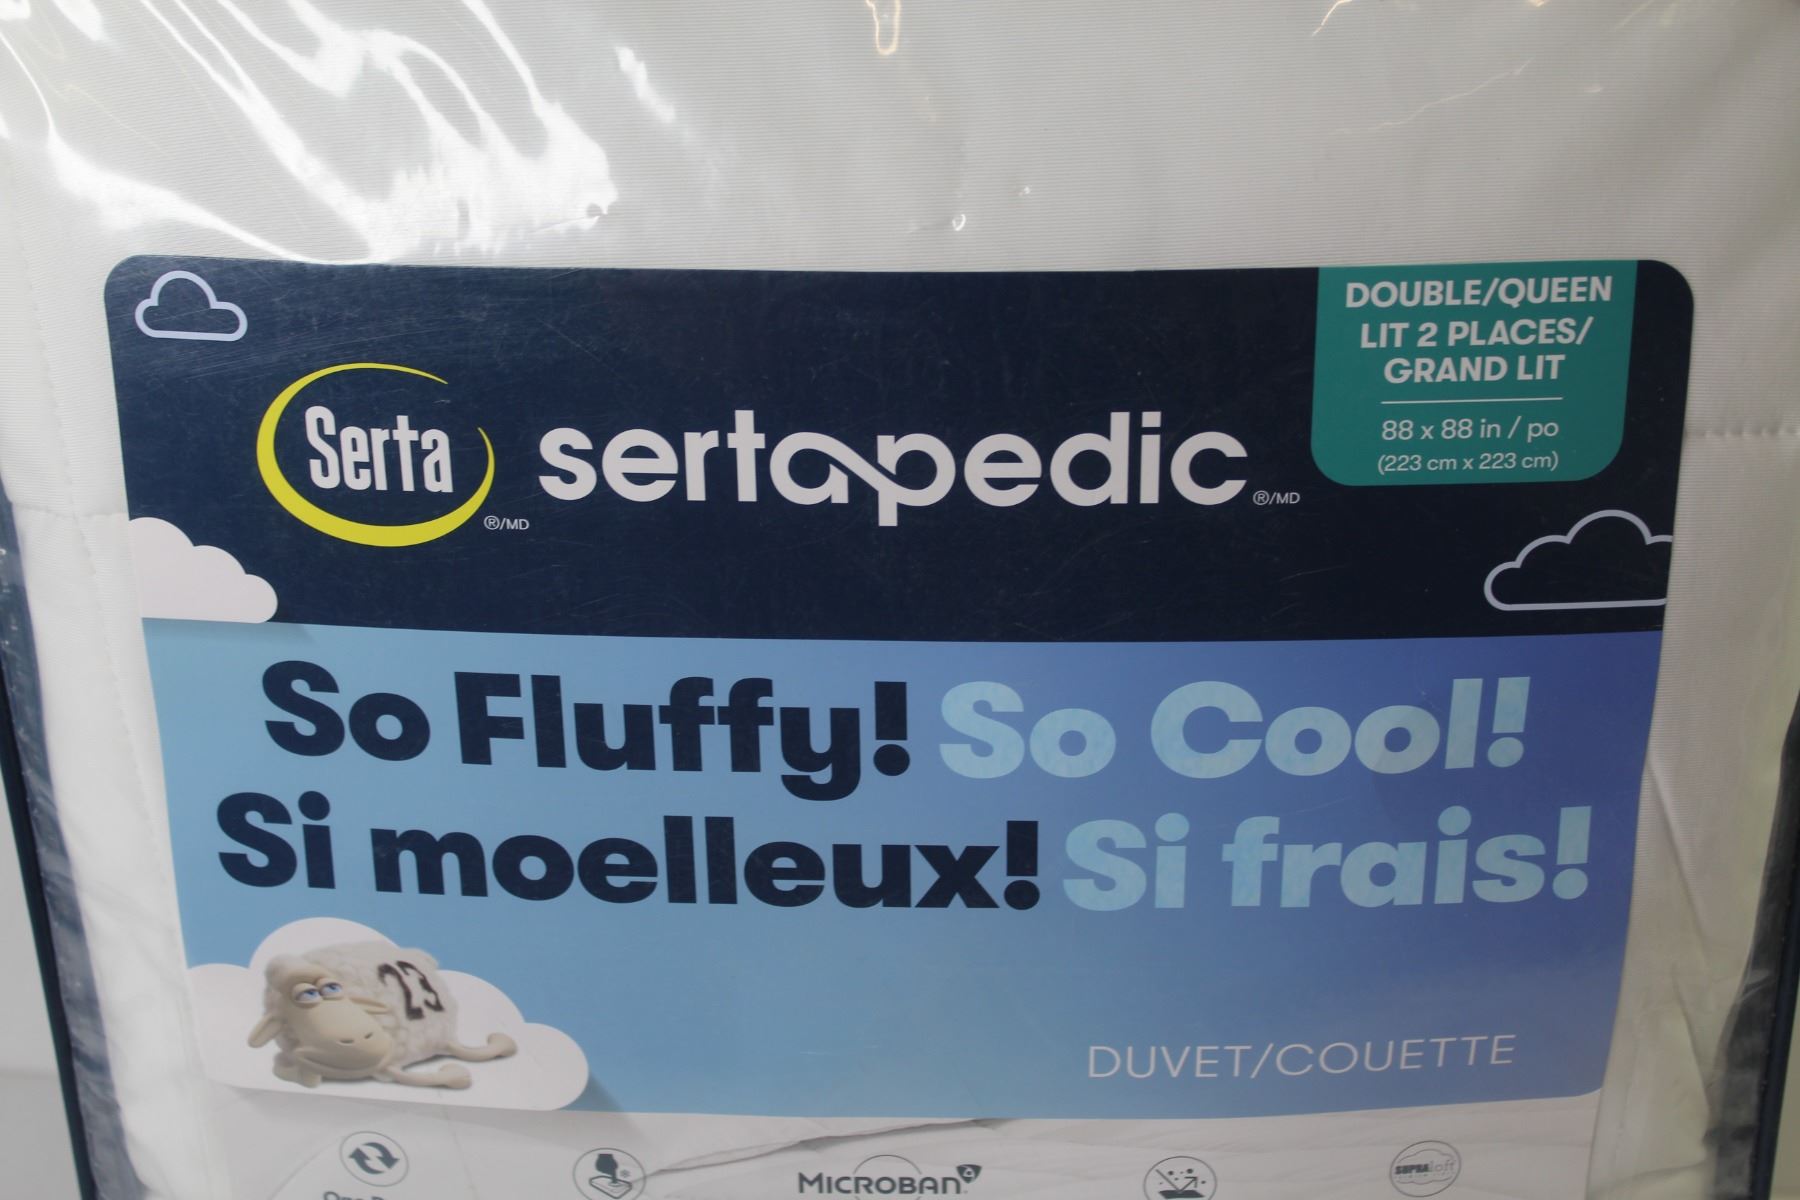 DOUBLE/QUEEN
LIT 2 PLACES/
GRAND LIT
88 x 88 in / po
(223 cm x 223 cm)
Serta ®/MD
sertapedic ®/MD
So Fluffy! So Cool!
Si moelleux! Si frais!
23
DUVET/COUETTE
MICROBAN
SUPRAloft